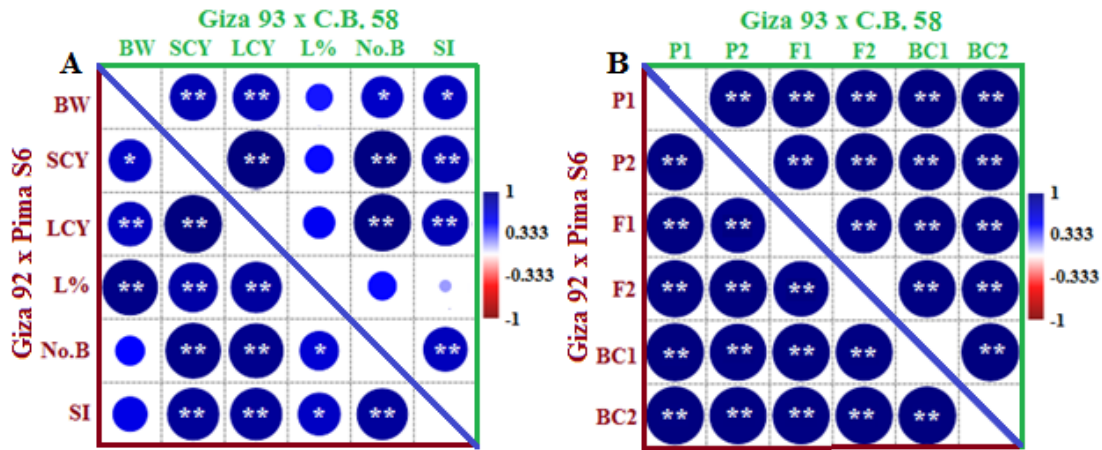 Giza 93 x C.B. 58
BW SCY LCY L% No.B SI
A
Giza 92 x Pima S6
BW ** ** * *
SCY * ** ** **
LCY ** ** ** **
L% ** ** **
No.B ** ** * **
SI ** ** * **
1
0.333
-0.333
-1
Giza 93 x C.B. 58
P1 P2 F1 F2 BC1 BC2
B
Giza 92 x Pima S6
P1 ** ** ** ** **
P2 ** ** ** ** **
F1 ** ** ** ** **
F2 ** ** ** ** **
BC1 ** ** ** ** **
BC2 ** ** ** ** **
1
0.333
-0.333
-1